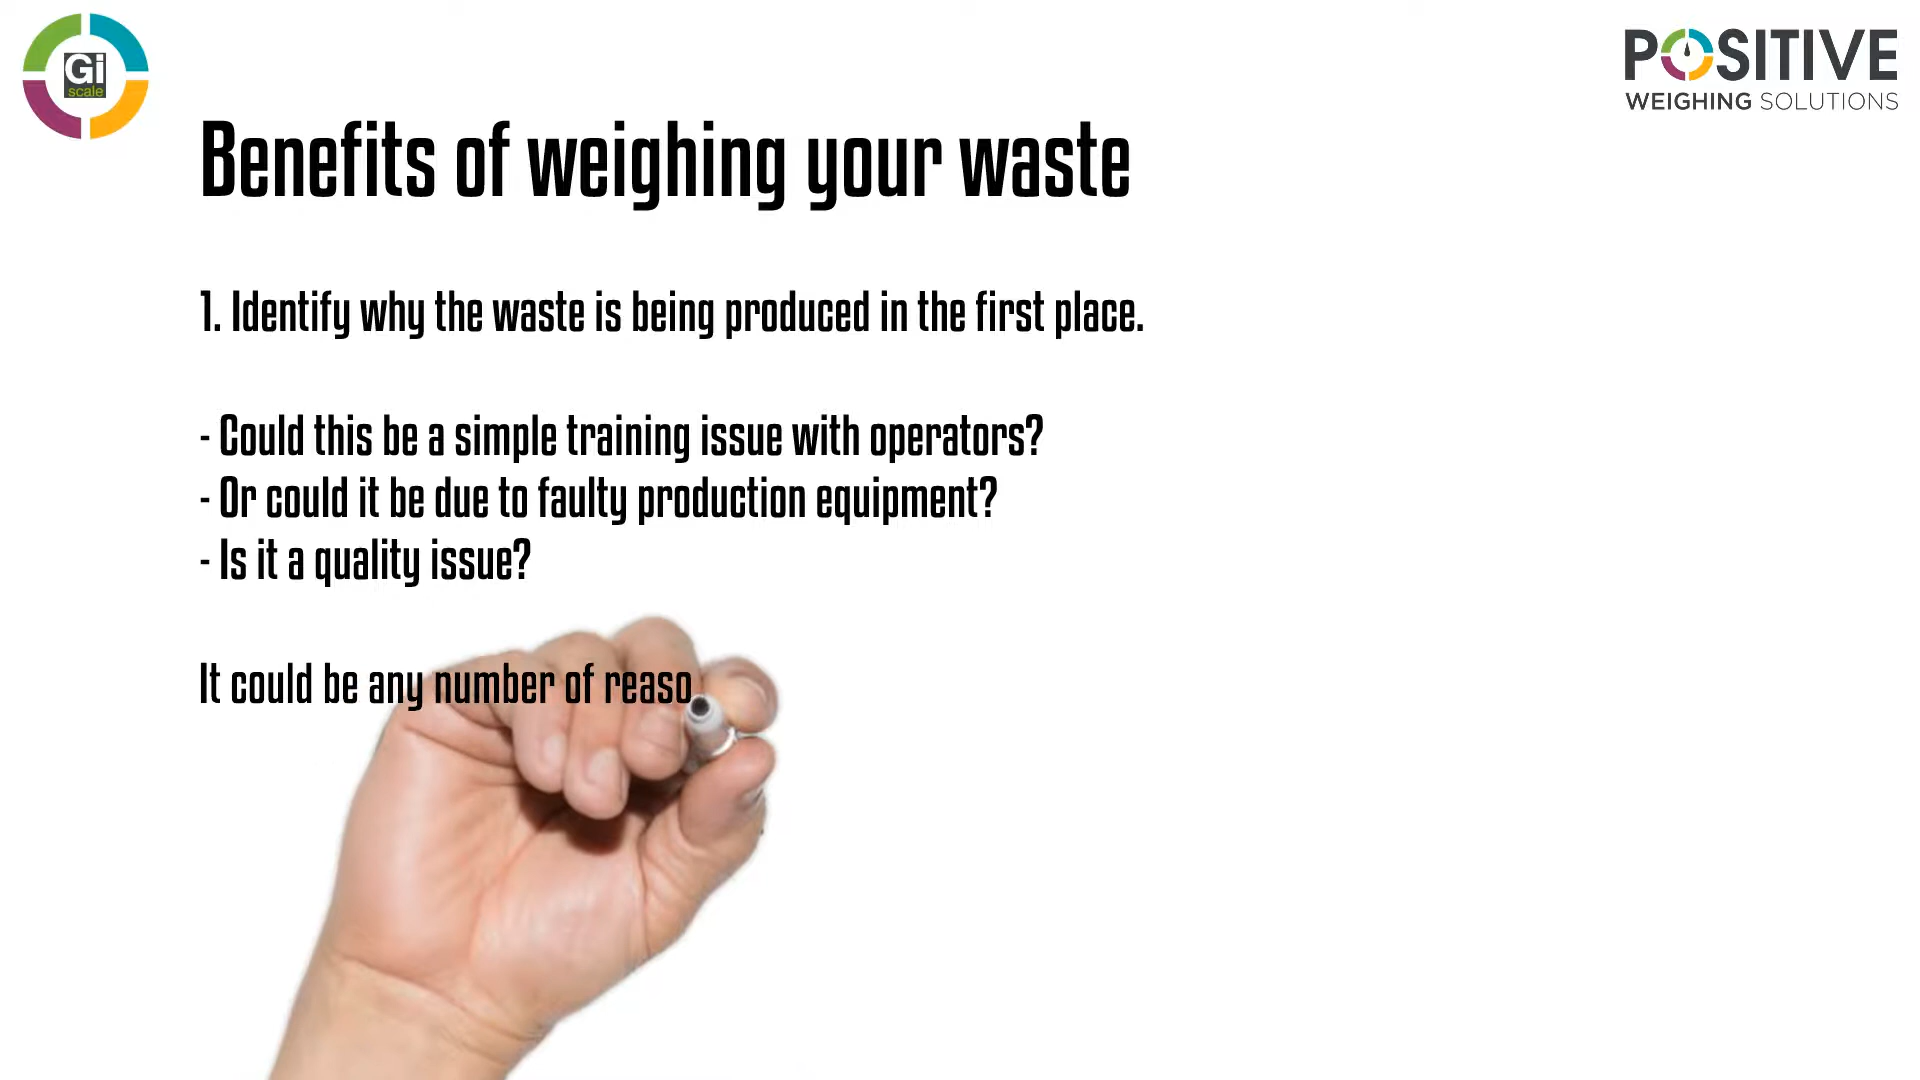 Gi
scale
POSITIVE
WEIGHING SOLUTIONS
Benefits of weighing your waste
1. Identify why the waste is being produced in the first place.
- Could this be a simple training issue with operators?
- Or could it be due to faulty production equipment?
- Is it a quality issue?
It could be any number of reaso